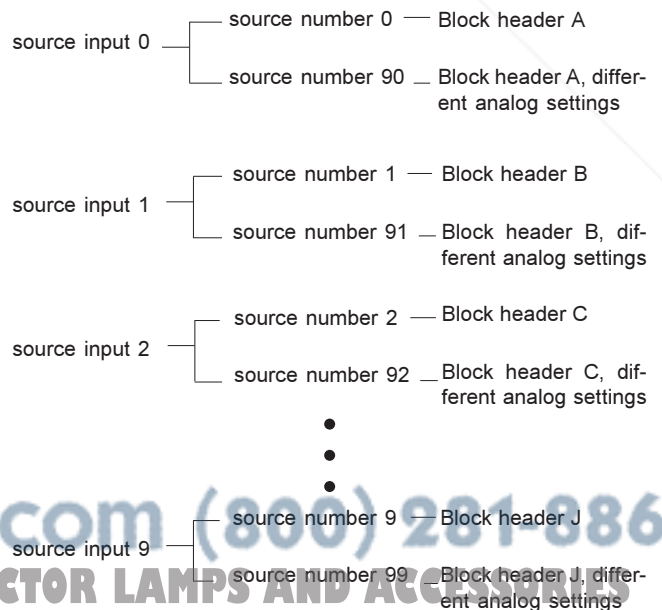 source input 0
source number 0
Block header A
source number 90
Block header A, differ-
ent analog settings
source input 1
source number 1
Block header B
source number 91
Block header B, dif-
ferent analog settings
source input 2
source number 2
Block header C
source number 92
Block header C, dif-
ferent analog settings
source input 9
source number 9
Block header J
source number 99
Block header J, differ-
ent analog settings
com (800) 281-886
CTOR LAMPS AND ACCESSORIES